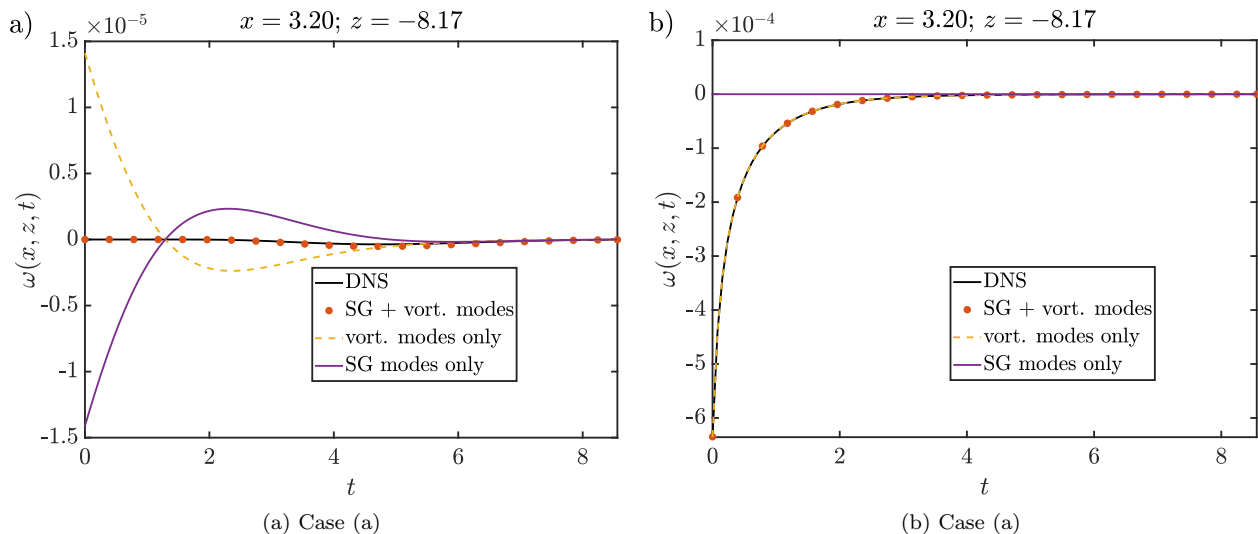 a)
×10⁻⁵
x = 3.20; z = −8.17
1.5
1
0.5
0
-0.5
-1
-1.5
ω(x, z, t)
DNS
SG + vort. modes
vort. modes only
SG modes only
0 2 4 6 8
t
(a) Case (a)
b)
×10⁻⁴
x = 3.20; z = −8.17
1
0
-1
-2
-3
-4
-5
-6
ω(x, z, t)
DNS
SG + vort. modes
vort. modes only
SG modes only
0 2 4 6 8
t
(b) Case (a)